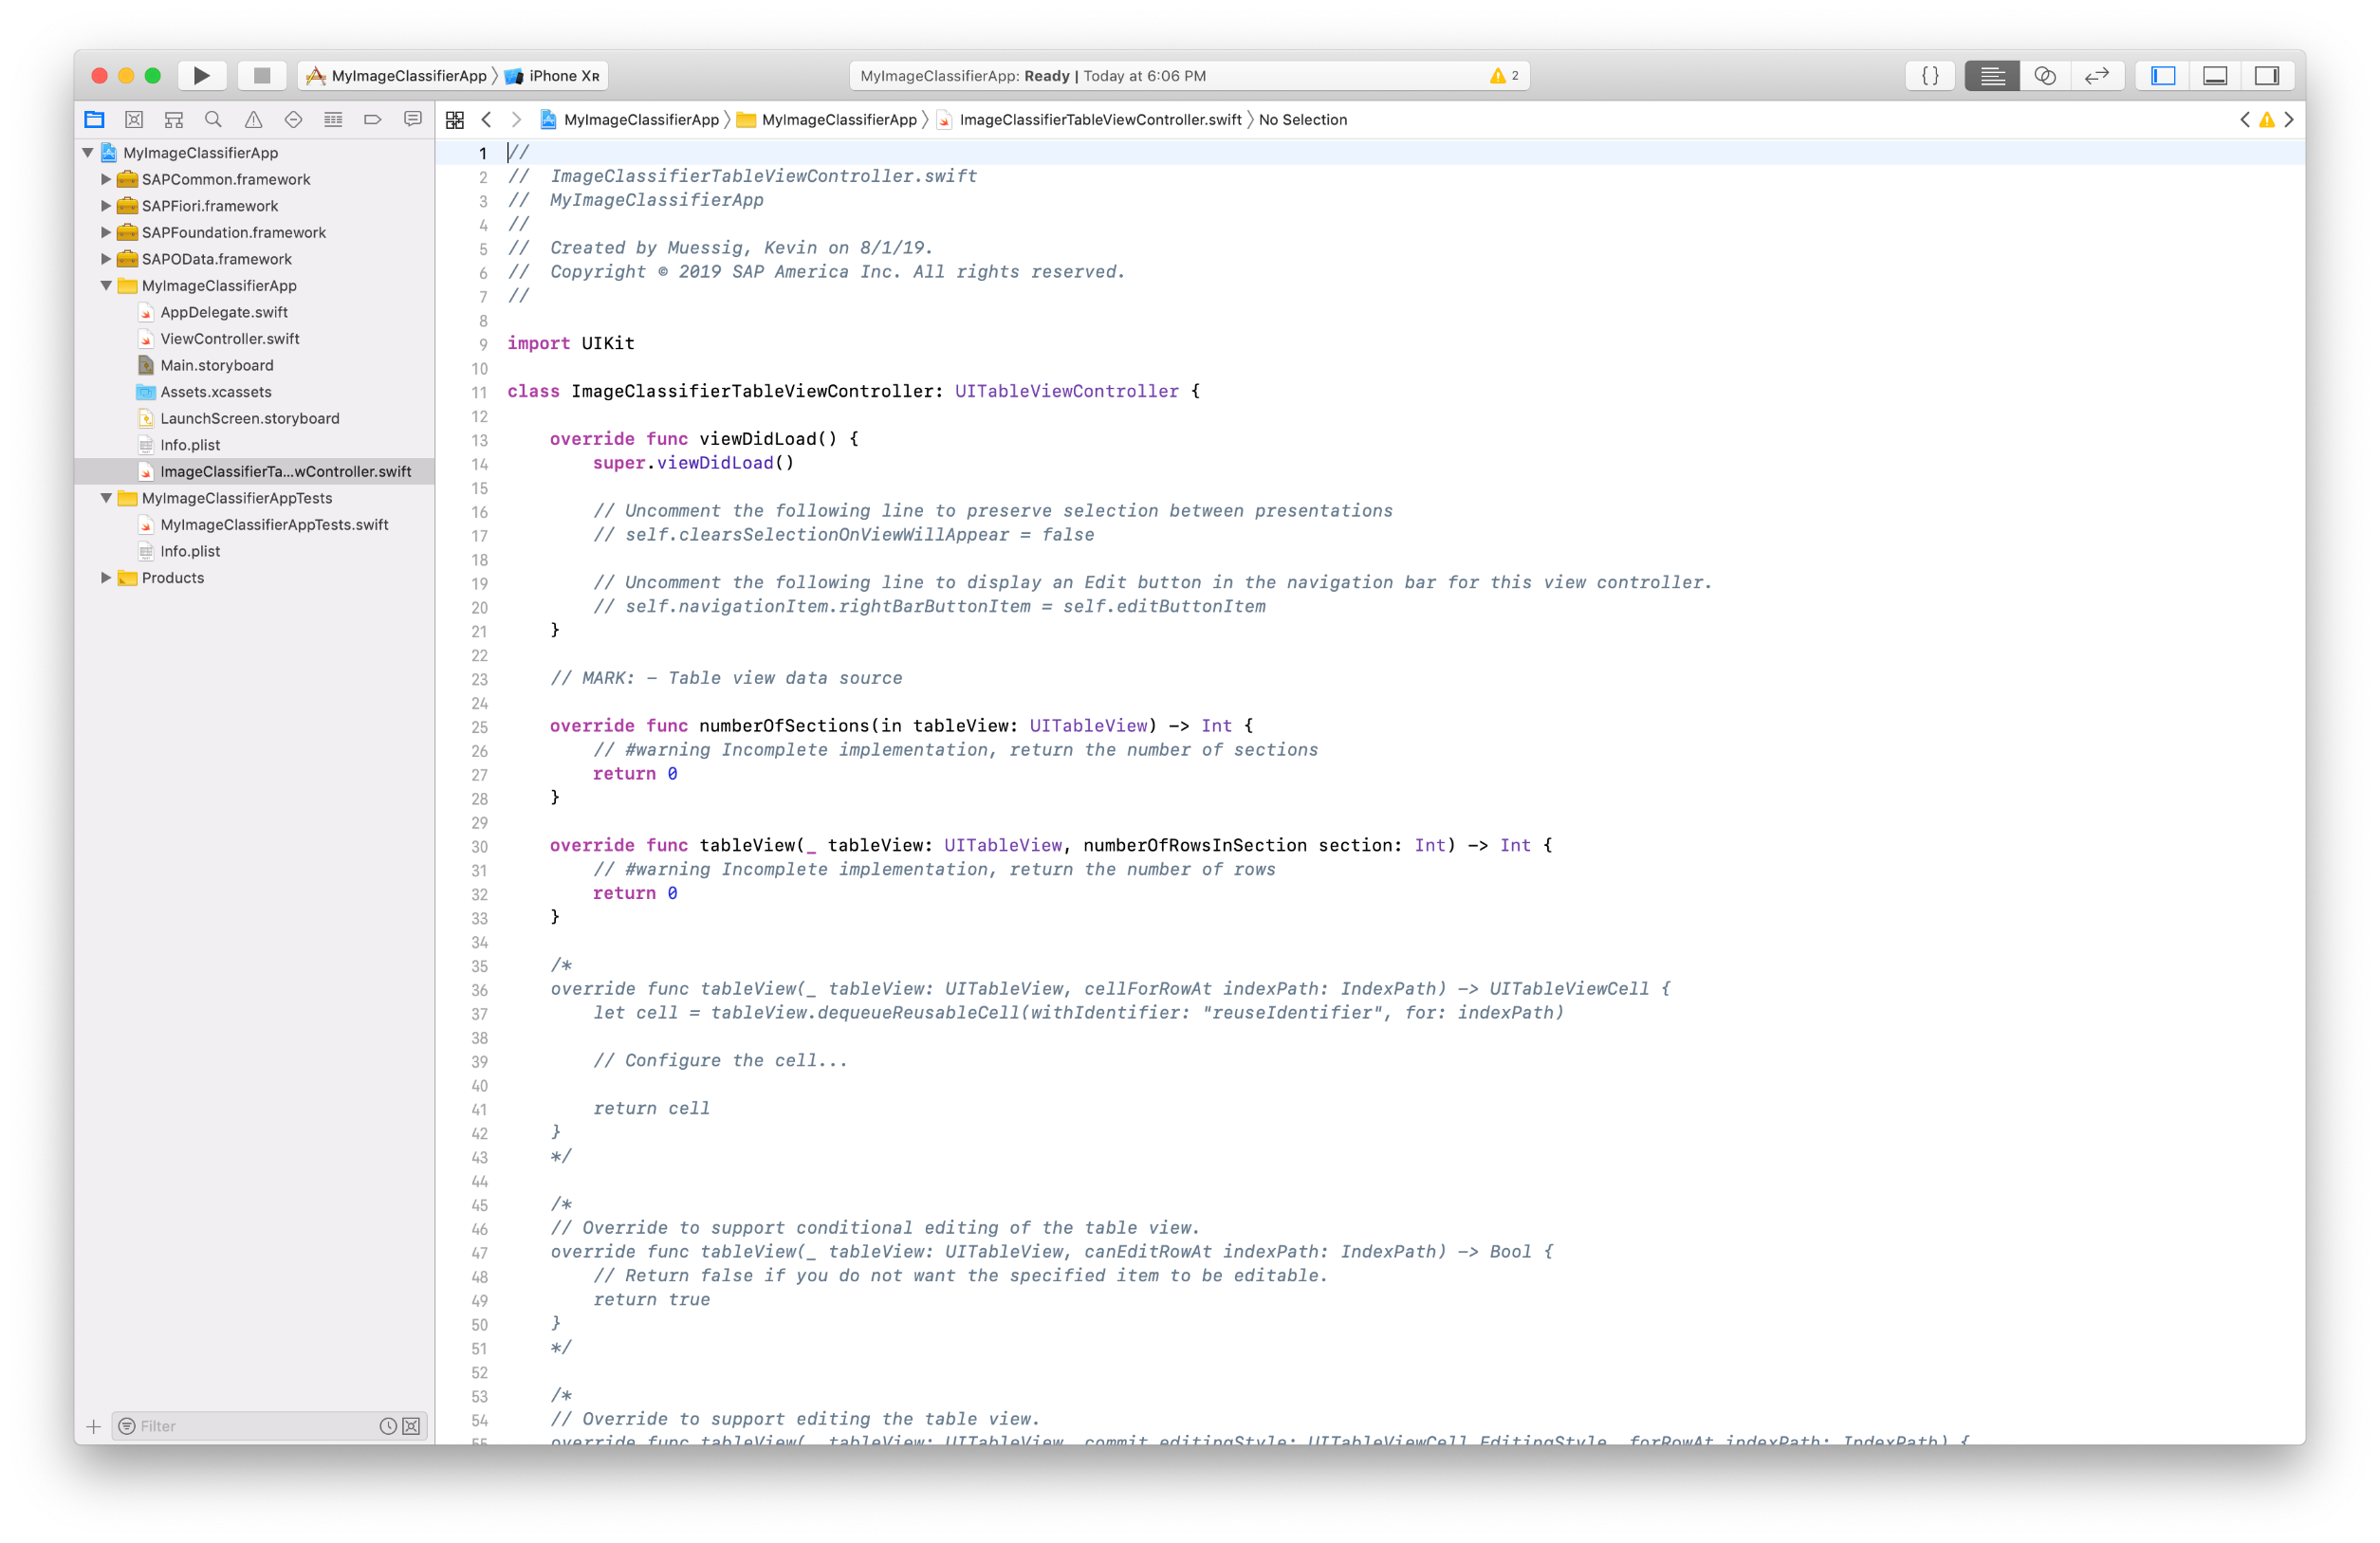 MyImageClassifierApp 〉 iPhone Xʀ
MyImageClassifierApp: Ready | Today at 6:06 PM
2
{ }
MyImageClassifierApp 〉 MyImageClassifierApp 〉 ImageClassifierTableViewController.swift 〉 No Selection
MyImageClassifierApp
SAPCommon.framework
SAPFiori.framework
SAPFoundation.framework
SAPOData.framework
MyImageClassifierApp
AppDelegate.swift
ViewController.swift
Main.storyboard
Assets.xcassets
LaunchScreen.storyboard
Info.plist
ImageClassifierTa...wController.swift
MyImageClassifierAppTests
MyImageClassifierAppTests.swift
Info.plist
Products
Filter
1 //
2 //  ImageClassifierTableViewController.swift
3 //  MyImageClassifierApp
4 //
5 //  Created by Muessig, Kevin on 8/1/19.
6 //  Copyright © 2019 SAP America Inc. All rights reserved.
7 //
8
9 import UIKit
10
11 class ImageClassifierTableViewController: UITableViewController {
12
13     override func viewDidLoad() {
14         super.viewDidLoad()
15
16         // Uncomment the following line to preserve selection between presentations
17         // self.clearsSelectionOnViewWillAppear = false
18
19         // Uncomment the following line to display an Edit button in the navigation bar for this view controller.
20         // self.navigationItem.rightBarButtonItem = self.editButtonItem
21     }
22
23     // MARK: - Table view data source
24
25     override func numberOfSections(in tableView: UITableView) -> Int {
26         // #warning Incomplete implementation, return the number of sections
27         return 0
28     }
29
30     override func tableView(_ tableView: UITableView, numberOfRowsInSection section: Int) -> Int {
31         // #warning Incomplete implementation, return the number of rows
32         return 0
33     }
34
35     /*
36     override func tableView(_ tableView: UITableView, cellForRowAt indexPath: IndexPath) -> UITableViewCell {
37         let cell = tableView.dequeueReusableCell(withIdentifier: "reuseIdentifier", for: indexPath)
38
39         // Configure the cell...
40
41         return cell
42     }
43     */
44
45     /*
46     // Override to support conditional editing of the table view.
47     override func tableView(_ tableView: UITableView, canEditRowAt indexPath: IndexPath) -> Bool {
48         // Return false if you do not want the specified item to be editable.
49         return true
50     }
51     */
52
53     /*
54     // Override to support editing the table view.
55     override func tableView(_ tableView: UITableView, commit editingStyle: UITableViewCell.EditingStyle, forRowAt indexPath: IndexPath) {